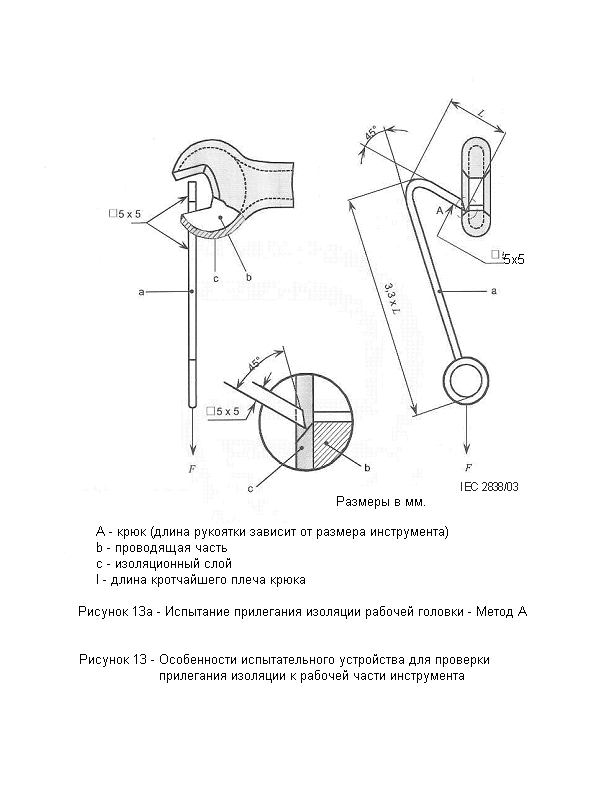 L
45°
□5 x 5
A
□ 5x5
c
b
a
3,3 x L
a
45°
□5 x 5
b
c
F
F
IEC 2838/03
Размеры в мм.
А - крюк (длина рукоятки зависит от размера инструмента)
b - проводящая часть
с - изоляционный слой
l - длина кротчайшего плеча крюка
Рисунок 13а - Испытание прилегания изоляции рабочей головки - Метод А
Рисунок 13 - Особенности испытательного устройства для проверки
прилегания изоляции к рабочей части инструмента